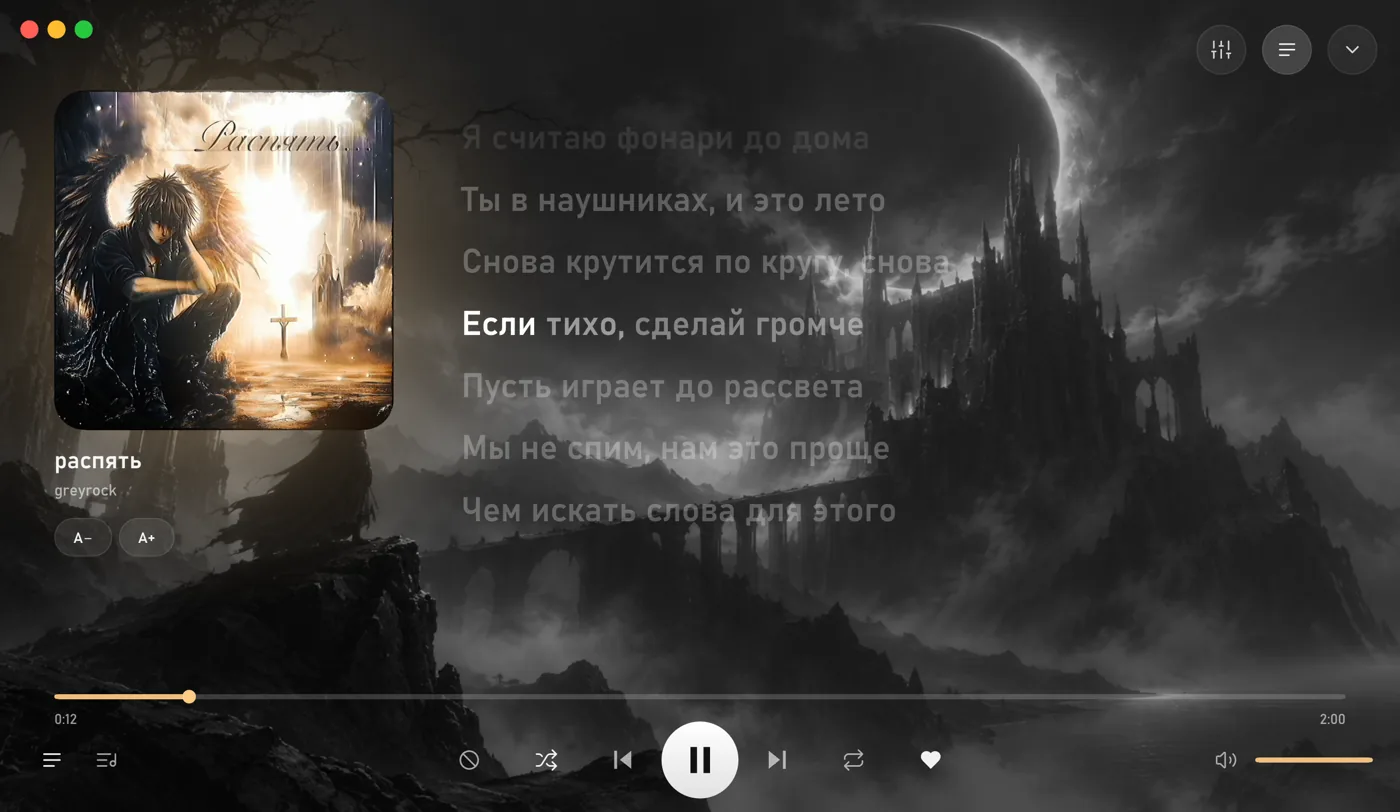 Распять...
Я считаю фонари до дома
Ты в наушниках, и это лето
Снова крутится по кругу, снова
Если тихо, сделай громче
Пусть играет до рассвета
Мы не спим, нам это проще
Чем искать слова для этого
распять
greyrock
A− A+
0:12
2:00